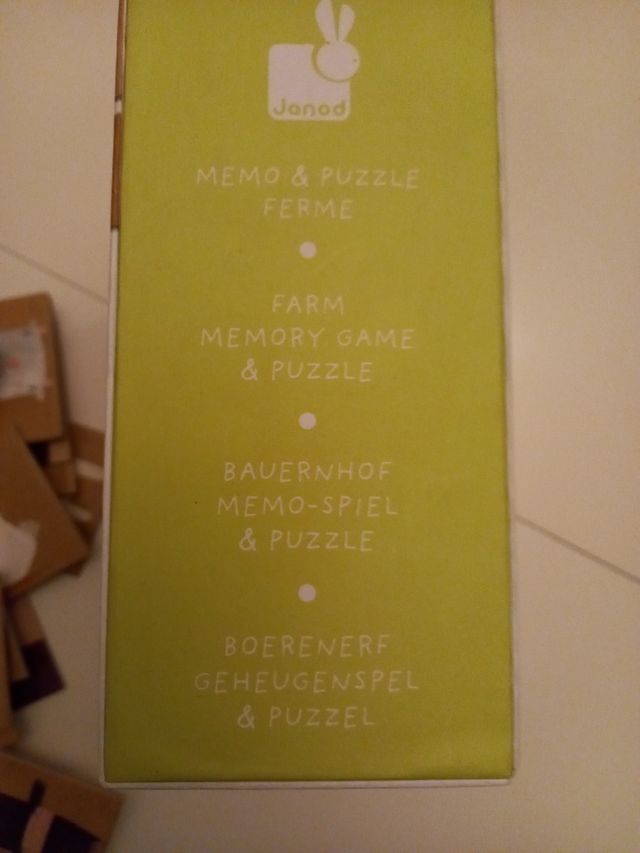 Janod
MEMO & PUZZLE
FERME
FARM
MEMORY GAME
& PUZZLE
BAUERNHOF
MEMO-SPIEL
& PUZZLE
BOERENERF
GEHEUGENSPEL
& PUZZEL